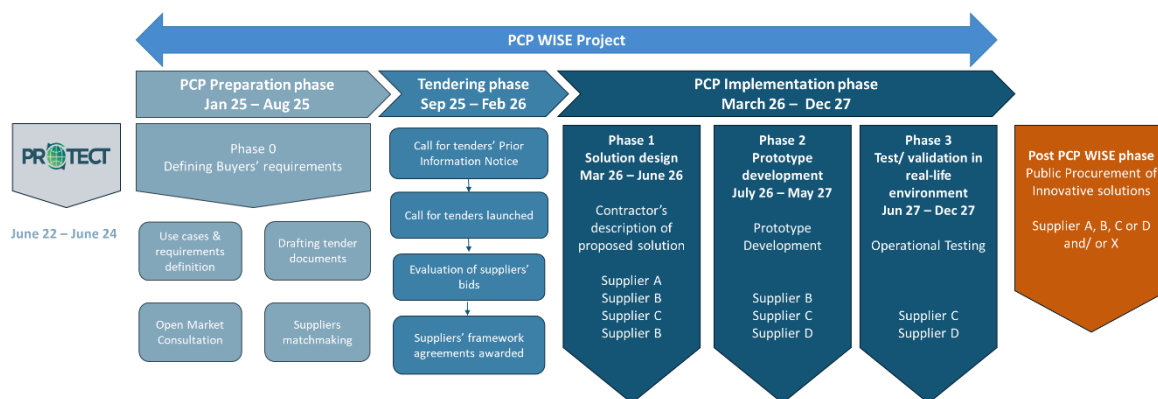 PCP WISE Project
PCP Preparation phase
Jan 25 – Aug 25
Tendering phase
Sep 25 – Feb 26
PCP Implementation phase
March 26 – Dec 27
PROTECT
June 22 – June 24
Phase 0
Defining Buyers' requirements
Use cases &
requirements
definition
Drafting tender
documents
Open Market
Consultation
Suppliers
matchmaking
Call for tenders' Prior
Information Notice
Call for tenders launched
Evaluation of suppliers'
bids
Suppliers' framework
agreements awarded
Phase 1
Solution design
Mar 26 – June 26
Contractor's
description of
proposed solution
Supplier A
Supplier B
Supplier C
Supplier B
Phase 2
Prototype
development
July 26 – May 27
Prototype
Development
Supplier B
Supplier C
Supplier D
Phase 3
Test/ validation in
real-life
environment
Jun 27 – Dec 27
Operational Testing
Supplier C
Supplier D
Post PCP WISE phase
Public Procurement of
Innovative solutions
Supplier A, B, C or D
and/ or X